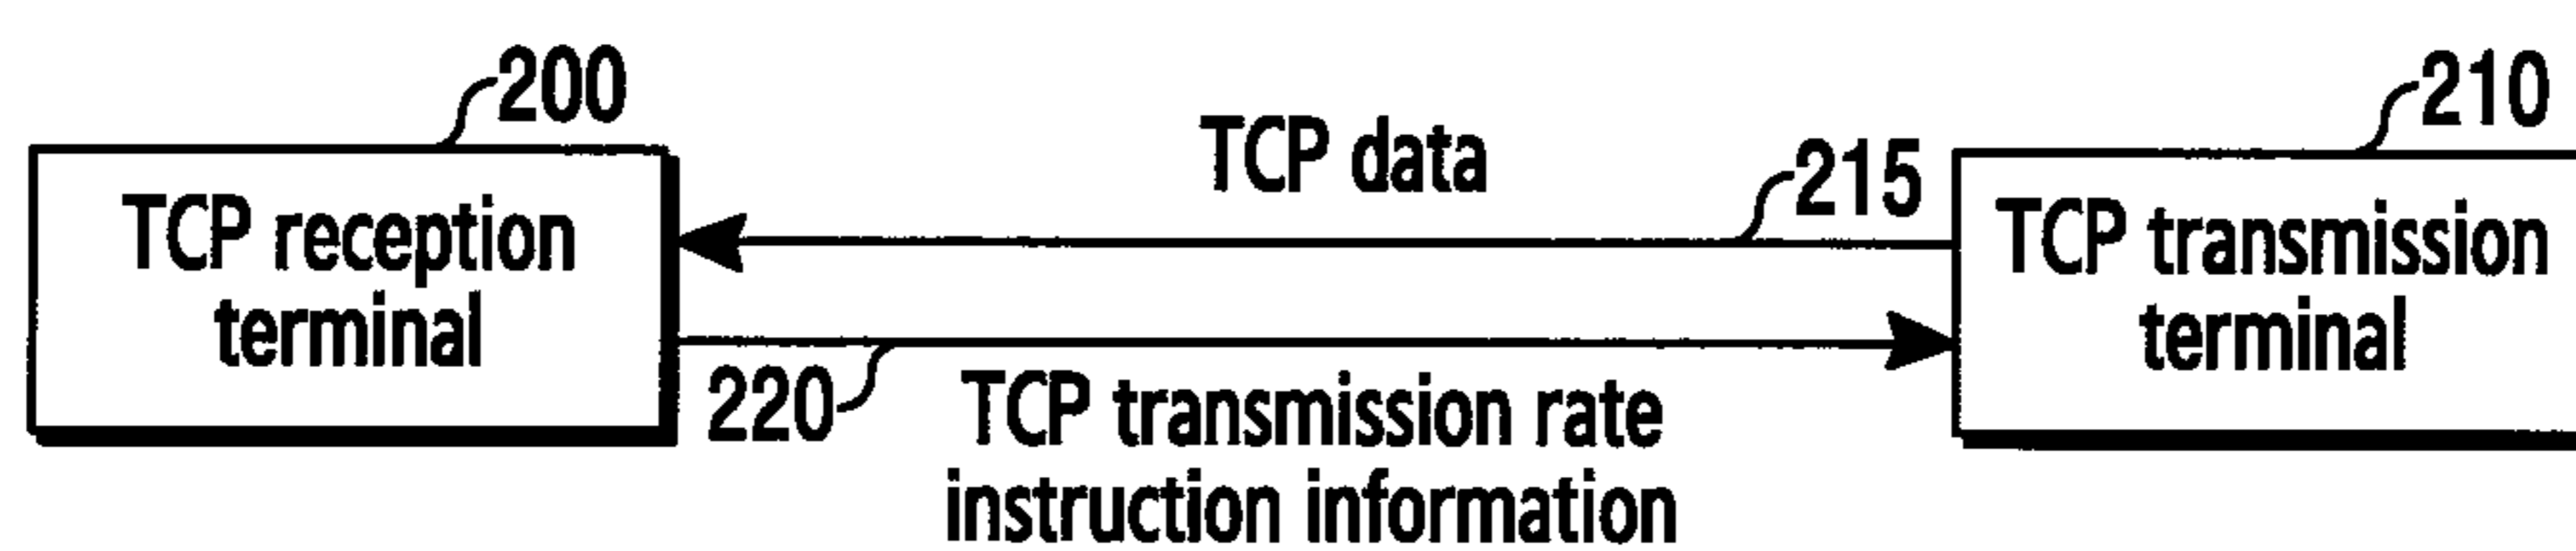 200
210
TCP data
215
TCP reception
terminal
TCP transmission
terminal
220
TCP transmission rate
instruction information